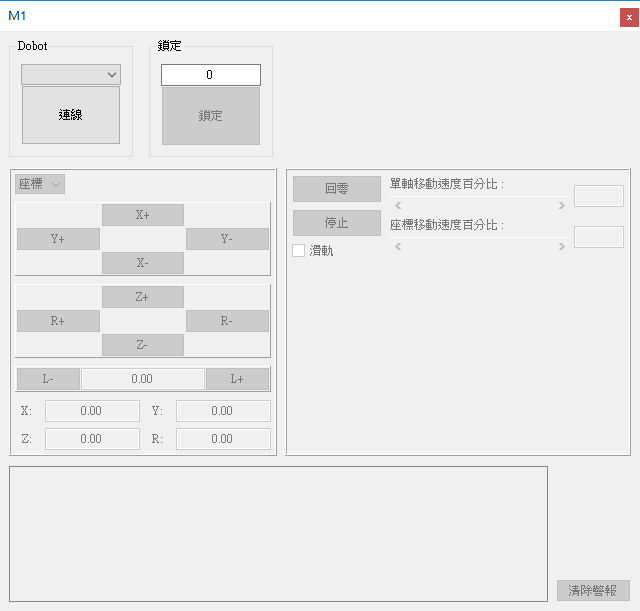 M1
Dobot
鎖定
0
連線
鎖定
座標
X+
Y+
Y-
X-
Z+
R+
R-
Z-
L-
0.00
L+
X:
0.00
Y:
0.00
Z:
0.00
R:
0.00
回零
單軸移動速度百分比 :
停止
座標移動速度百分比 :
滑軌
清除警報